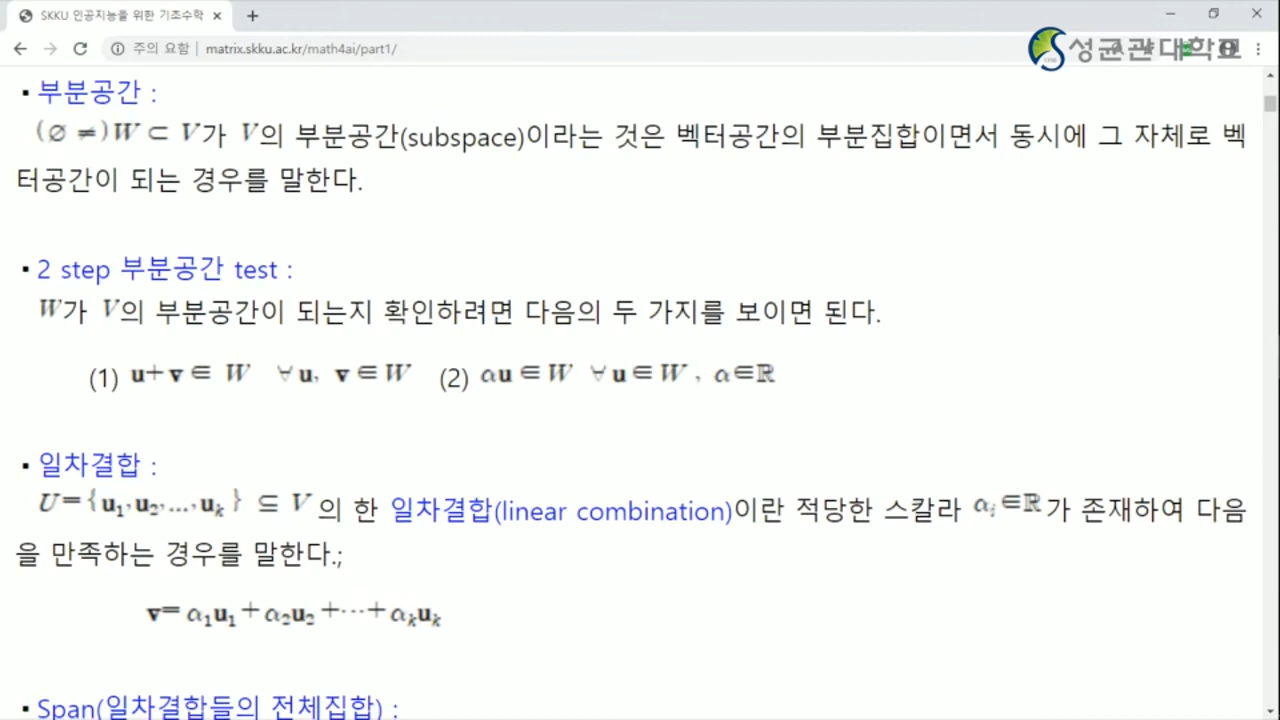 SKKU 인공지능을 위한 기초수학
주의 요함 | matrix.skku.ac.kr/math4ai/part1/
성균관대학교
▪ 부분공간 :
(∅ ≠)W ⊂ V가 V의 부분공간(subspace)이라는 것은 벡터공간의 부분집합이면서 동시에 그 자체로 벡
터공간이 되는 경우를 말한다.
▪ 2 step 부분공간 test :
W가 V의 부분공간이 되는지 확인하려면 다음의 두 가지를 보이면 된다.
(1) u+v∈ W ∀u, v∈W (2) αu∈W ∀u∈W, α∈ℝ
▪ 일차결합 :
U={u₁,u₂,...,uₖ} ⊆ V 의 한 일차결합(linear combination)이란 적당한 스칼라 αᵢ∈ℝ가 존재하여 다음
을 만족하는 경우를 말한다.;
v= α₁u₁+α₂u₂+⋯+αₖuₖ
▪ Span(일차결합들의 전체집합) :